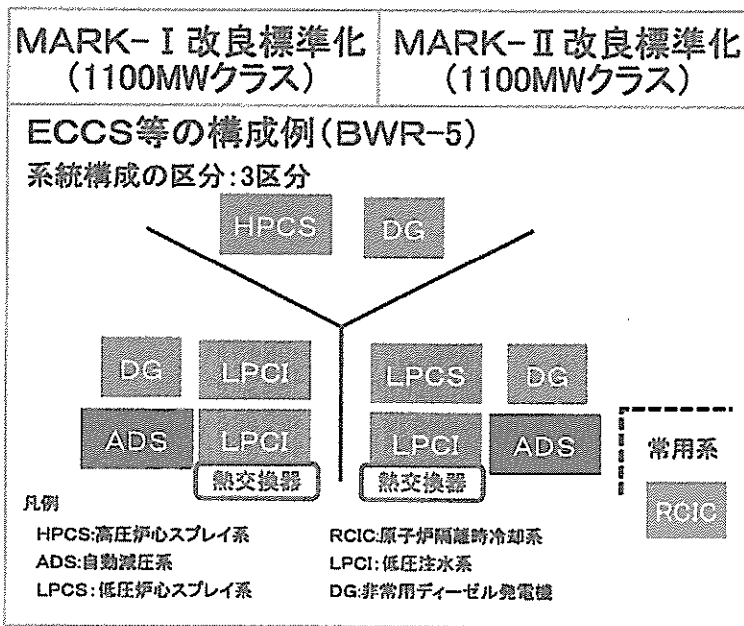 MARK-Ⅰ改良標準化
(1100MWクラス)
MARK-Ⅱ改良標準化
(1100MWクラス)
ECCS等の構成例(BWR-5)
系統構成の区分:3区分
HPCS DG
DG LPCI LPCS DG
ADS LPCI LPCI ADS
熱交換器 熱交換器
常用系
RCIC
凡例
HPCS:高圧炉心スプレイ系
ADS:自動減圧系
LPCS:低圧炉心スプレイ系
RCIC:原子炉隔離時冷却系
LPCI:低圧注水系
DG:非常用ディーゼル発電機